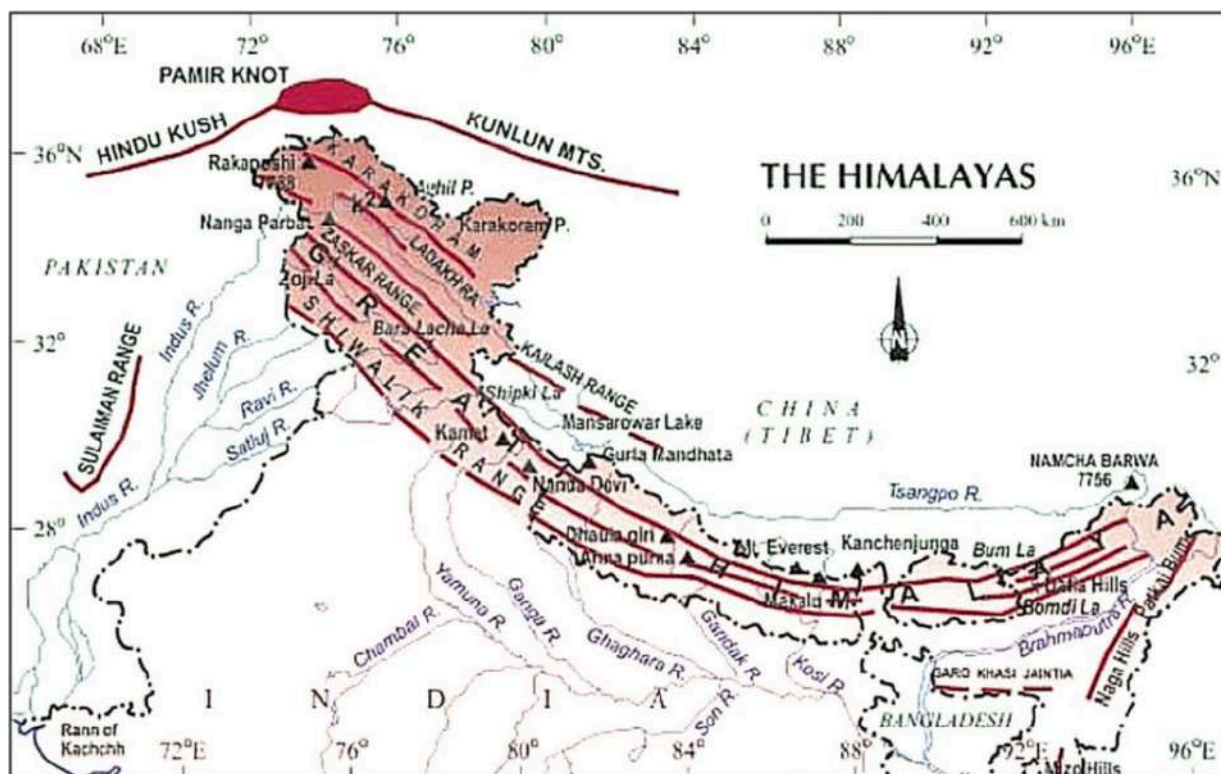 68°E 72° 76° 80° 84° 88° 92° 96°E
PAMIR KNOT
HINDU KUSH
KUNLUN MTS.
36°N
36°N
THE HIMALAYAS
0 200 400 600 km
Rakaposhi
KARAKORAM
Aghil P.
K2
Nanga Parbat
Karakoram P.
LADAKH RA.
ZASKAR RANGE
PAKISTAN
Zoji La
GREAT HIMALAYA
Indus R.
Bara Lacha La
N
32°
32°
Jhelum R.
SHIWALIK RANGE
KAILASH RANGE
SULAIMAN RANGE
Ravi R.
Shipki La
CHINA
(TIBET)
Mansarowar Lake
Satluj R.
Kamet
Gurla Mandhata
NAMCHA BARWA
7756
Nanda Devi
Tsangpo R.
Indus R.
28°
Dhaula giri
Mt. Everest
Kanchenjunga
Bum La
Anna purna
Makalu
Dafla Hills
Patkai Bum
Bomdi La
Yamuna R.
Ganga R.
Brahmaputra R.
Chambal R.
Ghaghara R.
Gandak R.
Kosi R.
GARO KHASI JAINTIA
Naga Hills
INDIA
Son R.
BANGLADESH
Rann of
Kachchh
72°E 76° 80° 84° 88° 92°E 96°E
Mizo Hills